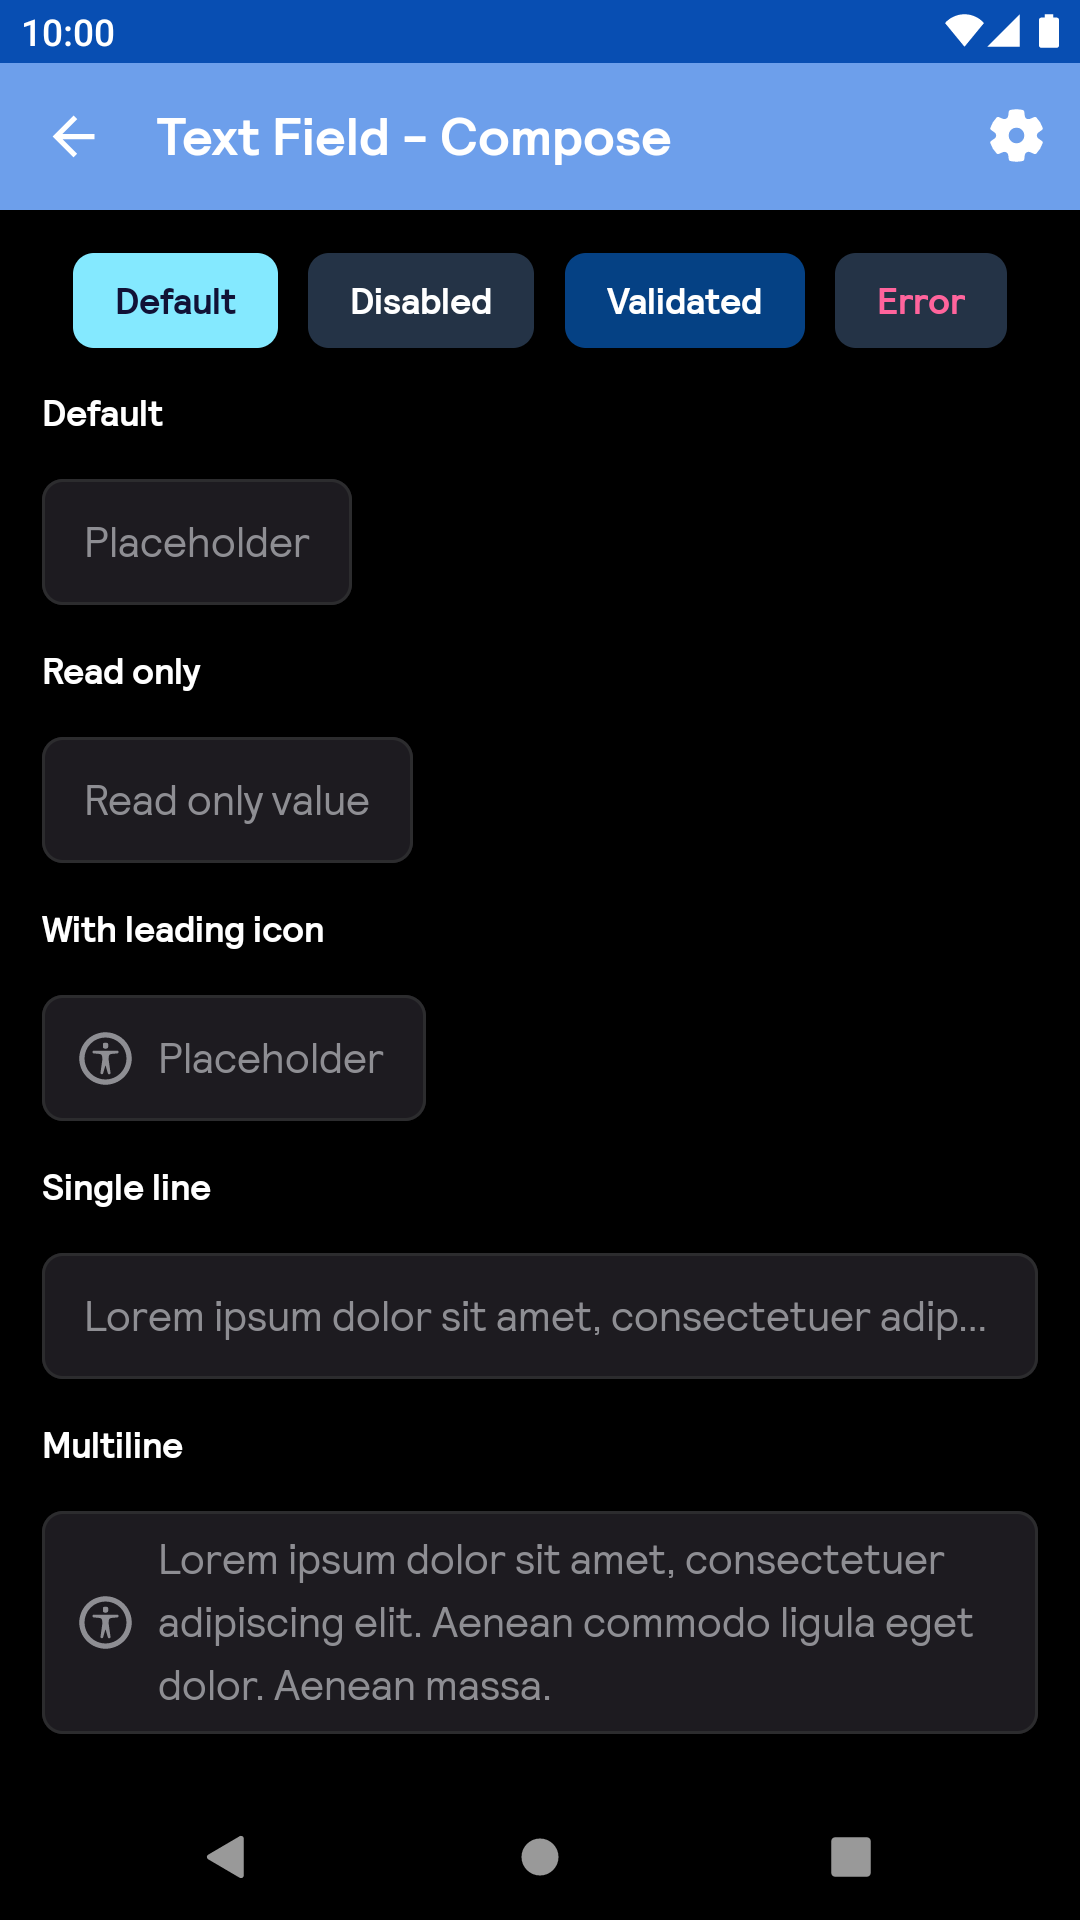 10:00
Text Field - Compose
Default
Disabled
Validated
Error
Default
Placeholder
Read only
Read only value
With leading icon
Placeholder
Single line
Lorem ipsum dolor sit amet, consectetuer adip...
Multiline
Lorem ipsum dolor sit amet, consectetuer
adipiscing elit. Aenean commodo ligula eget
dolor. Aenean massa.